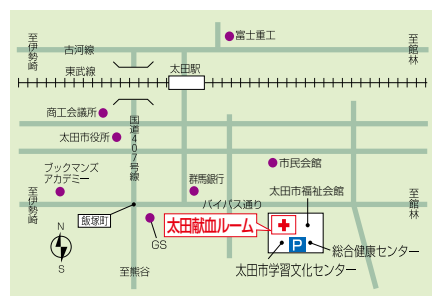 富士重工
至伊勢崎
古河線
至館林
東武線
太田駅
商工会議所
国道407号線
太田市役所
市民会館
ブックマンズ
アカデミー
群馬銀行
太田市福祉会館
至伊勢崎
バイパス通り
至館林
飯塚町
太田献血ルーム
GS
N
S
P
総合健康センター
至熊谷
太田市学習文化センター